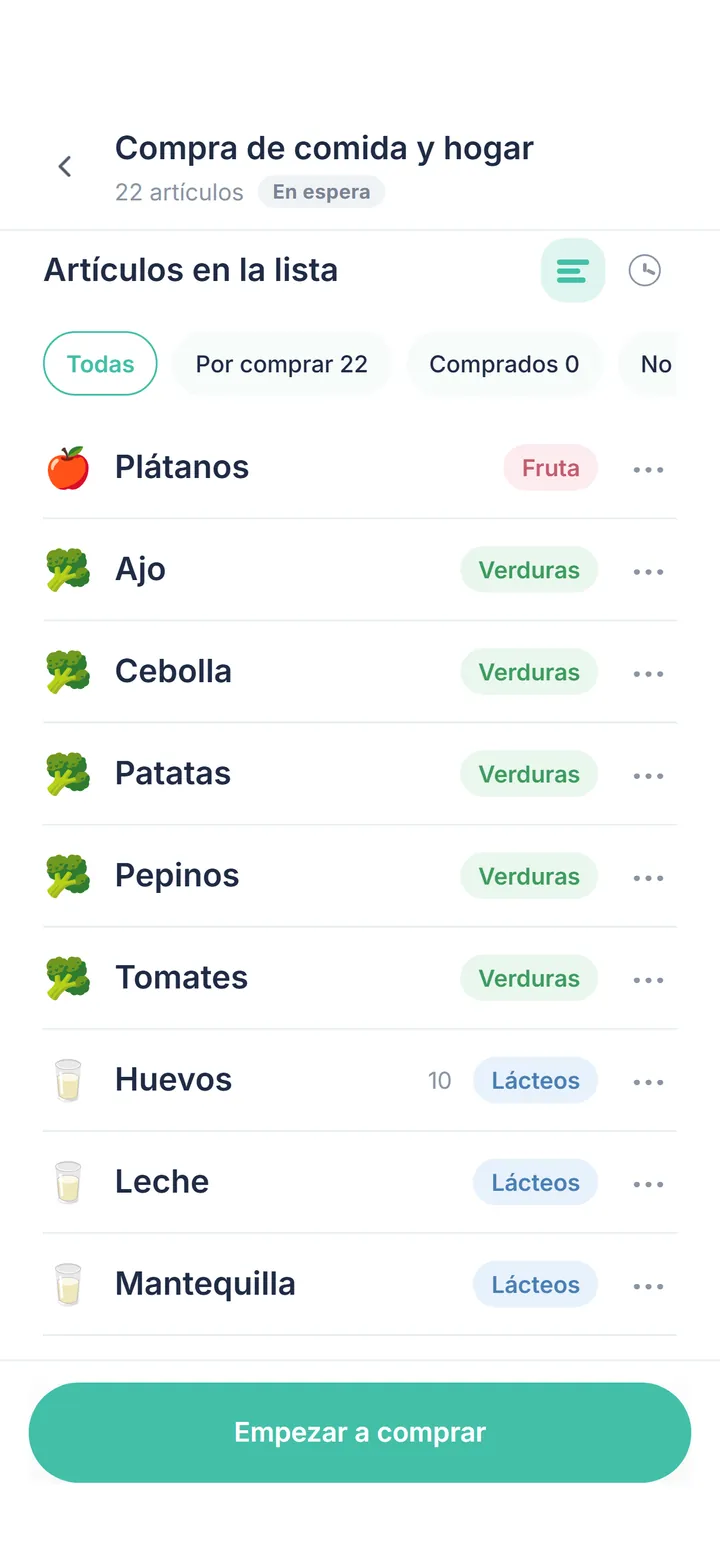 Compra de comida y hogar
22 artículos En espera
Artículos en la lista
Todas Por comprar 22 Comprados 0 No
Plátanos Fruta
Ajo Verduras
Cebolla Verduras
Patatas Verduras
Pepinos Verduras
Tomates Verduras
Huevos 10 Lácteos
Leche Lácteos
Mantequilla Lácteos
Empezar a comprar